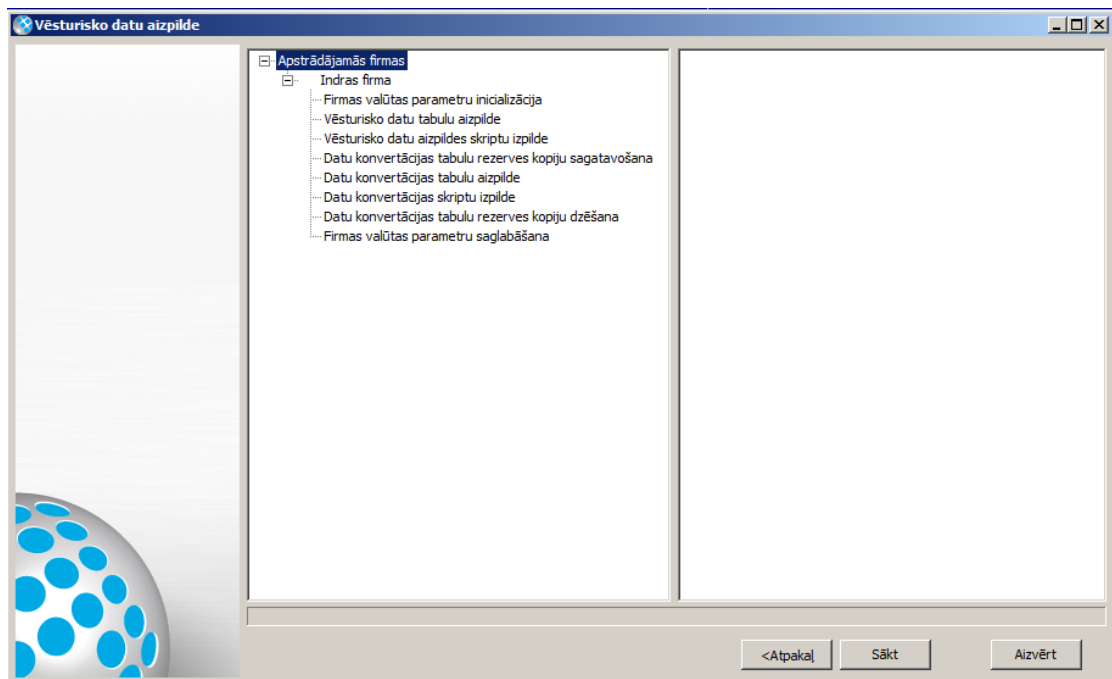 Vēsturisko datu aizpilde
Apstrādājamās firmas
Indras firma
Firmas valūtas parametru inicializācija
Vēsturisko datu tabulu aizpilde
Vēsturisko datu aizpildes skriptu izpilde
Datu konvertācijas tabulu rezerves kopiju sagatavošana
Datu konvertācijas tabulu aizpilde
Datu konvertācijas skriptu izpilde
Datu konvertācijas tabulu rezerves kopiju dzēšana
Firmas valūtas parametru saglabāšana
<Atpakaļ Sākt Aizvērt